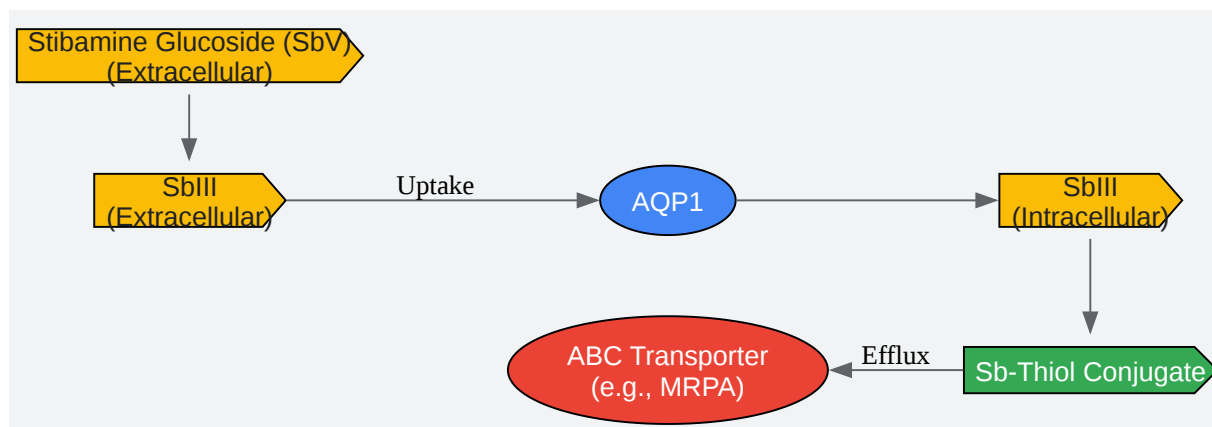 Stibamine Glucoside (SbV)
(Extracellular)
SbIII
(Extracellular)
Uptake
AQP1
SbIII
(Intracellular)
ABC Transporter
(e.g., MRPA)
Efflux
Sb-Thiol Conjugate